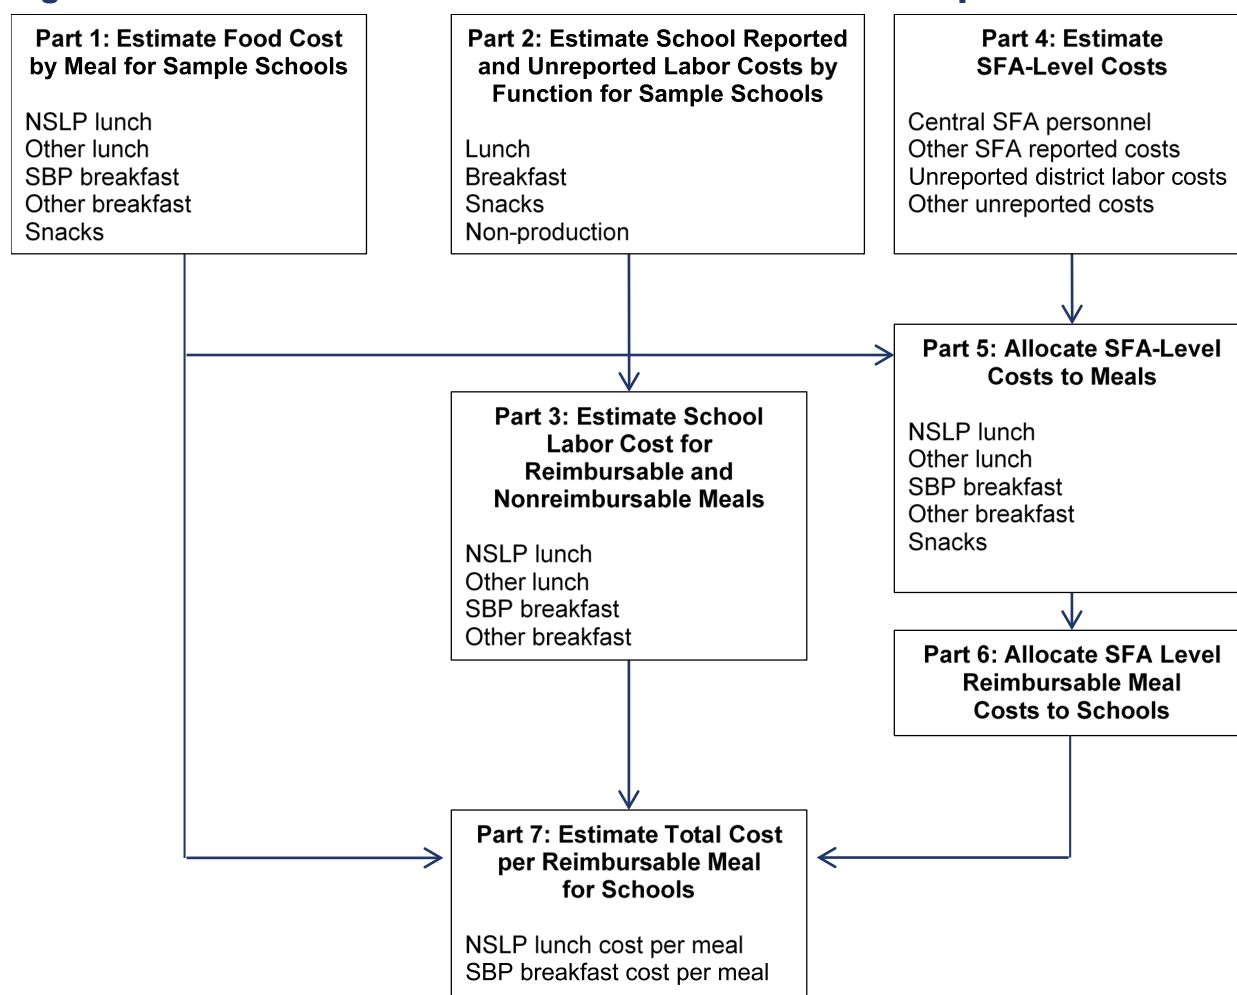 Part 1: Estimate Food Cost
by Meal for Sample Schools
NSLP lunch
Other lunch
SBP breakfast
Other breakfast
Snacks
Part 2: Estimate School Reported
and Unreported Labor Costs by
Function for Sample Schools
Lunch
Breakfast
Snacks
Non-production
Part 4: Estimate
SFA-Level Costs
Central SFA personnel
Other SFA reported costs
Unreported district labor costs
Other unreported costs
Part 3: Estimate School
Labor Cost for
Reimbursable and
Nonreimbursable Meals
NSLP lunch
Other lunch
SBP breakfast
Other breakfast
Part 5: Allocate SFA-Level
Costs to Meals
NSLP lunch
Other lunch
SBP breakfast
Other breakfast
Snacks
Part 6: Allocate SFA Level
Reimbursable Meal
Costs to Schools
Part 7: Estimate Total Cost
per Reimbursable Meal
for Schools
NSLP lunch cost per meal
SBP breakfast cost per meal